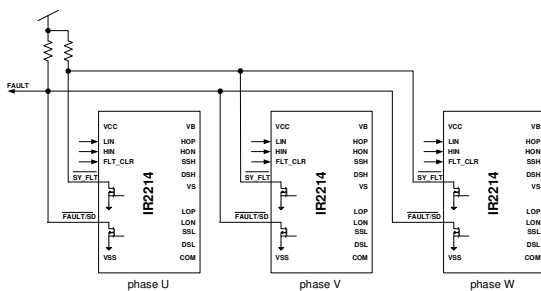 FAULT
VCC
VB
LIN
HOP
HIN
HON
FLT_CLR
SSH
SY_FLT
DSH
VS
IR2214
LOP
FAULT/SD
LON
SSL
DSL
VSS
COM
phase U
VCC
VB
LIN
HOP
HIN
HON
FLT_CLR
SSH
SY_FLT
DSH
VS
IR2214
LOP
FAULT/SD
LON
SSL
DSL
VSS
COM
phase V
VCC
VB
LIN
HOP
HIN
HON
FLT_CLR
SSH
SY_FLT
DSH
VS
IR2214
LOP
FAULT/SD
LON
SSL
DSL
VSS
COM
phase W